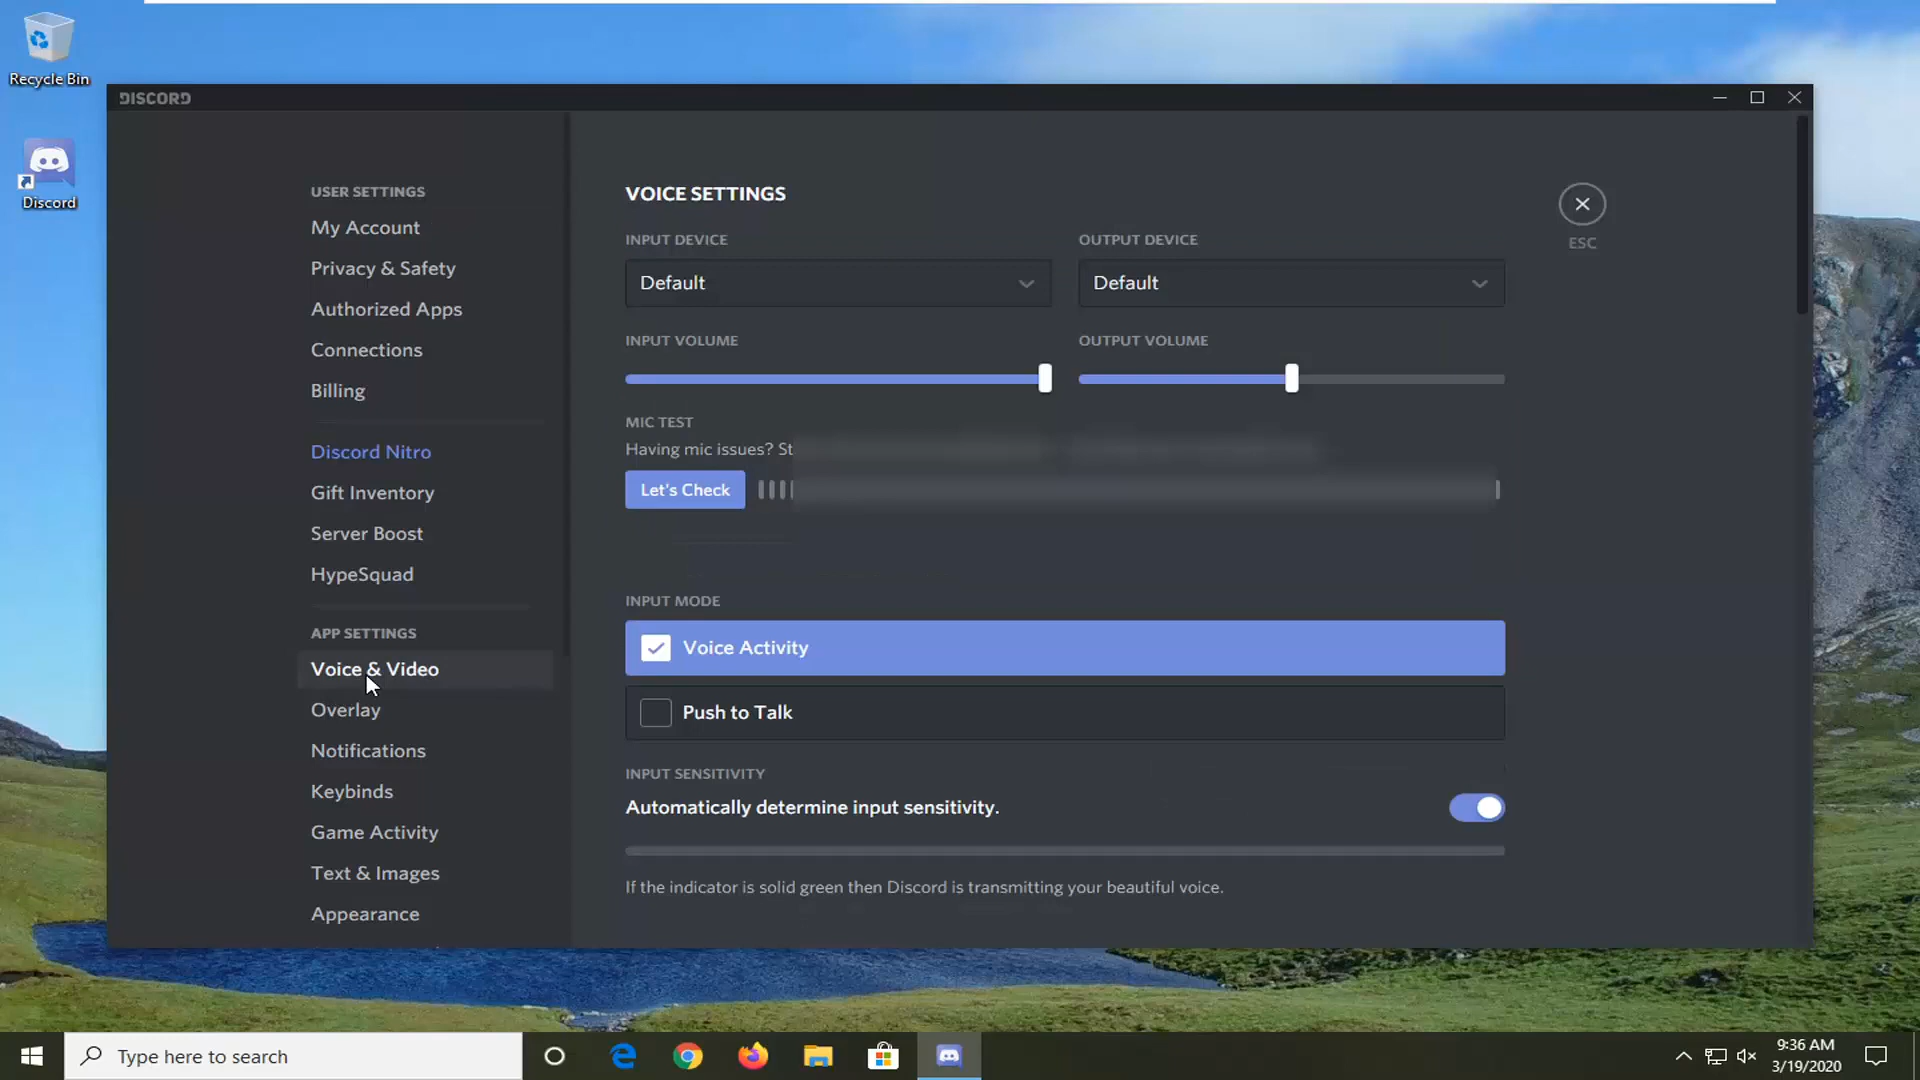 Recycle Bin
Discord
DISCORD
USER SETTINGS
My Account
Privacy & Safety
Authorized Apps
Connections
Billing
Discord Nitro
Gift Inventory
Server Boost
HypeSquad
APP SETTINGS
Voice & Video
Overlay
Notifications
Keybinds
Game Activity
Text & Images
Appearance
VOICE SETTINGS
ESC
INPUT DEVICE
OUTPUT DEVICE
Default
Default
INPUT VOLUME
OUTPUT VOLUME
MIC TEST
Having mic issues?
Let's Check
INPUT MODE
Voice Activity
Push to Talk
INPUT SENSITIVITY
Automatically determine input sensitivity.
If the indicator is solid green then Discord is transmitting your beautiful voice.
Type here to search
9:36 AM
3/19/2020